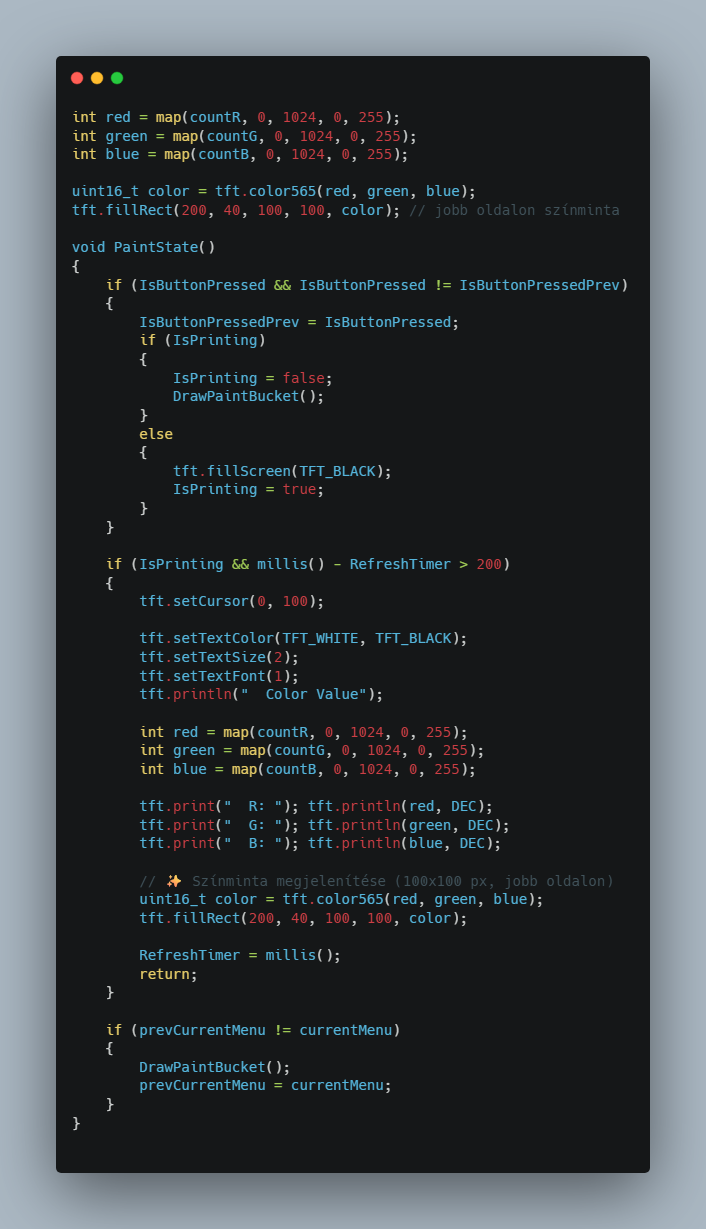 int red = map(countR, 0, 1024, 0, 255);
int green = map(countG, 0, 1024, 0, 255);
int blue = map(countB, 0, 1024, 0, 255);

uint16_t color = tft.color565(red, green, blue);
tft.fillRect(200, 40, 100, 100, color); // jobb oldalon színminta

void PaintState()
{
    if (IsButtonPressed && IsButtonPressed != IsButtonPressedPrev)
    {
        IsButtonPressedPrev = IsButtonPressed;
        if (IsPrinting)
        {
            IsPrinting = false;
            DrawPaintBucket();
        }
        else
        {
            tft.fillScreen(TFT_BLACK);
            IsPrinting = true;
        }
    }

    if (IsPrinting && millis() - RefreshTimer > 200)
    {
        tft.setCursor(0, 100);

        tft.setTextColor(TFT_WHITE, TFT_BLACK);
        tft.setTextSize(2);
        tft.setTextFont(1);
        tft.println("  Color Value");

        int red = map(countR, 0, 1024, 0, 255);
        int green = map(countG, 0, 1024, 0, 255);
        int blue = map(countB, 0, 1024, 0, 255);

        tft.print("  R: "); tft.println(red, DEC);
        tft.print("  G: "); tft.println(green, DEC);
        tft.print("  B: "); tft.println(blue, DEC);

        // ✨ Színminta megjelenítése (100x100 px, jobb oldalon)
        uint16_t color = tft.color565(red, green, blue);
        tft.fillRect(200, 40, 100, 100, color);

        RefreshTimer = millis();
        return;
    }

    if (prevCurrentMenu != currentMenu)
    {
        DrawPaintBucket();
        prevCurrentMenu = currentMenu;
    }
}